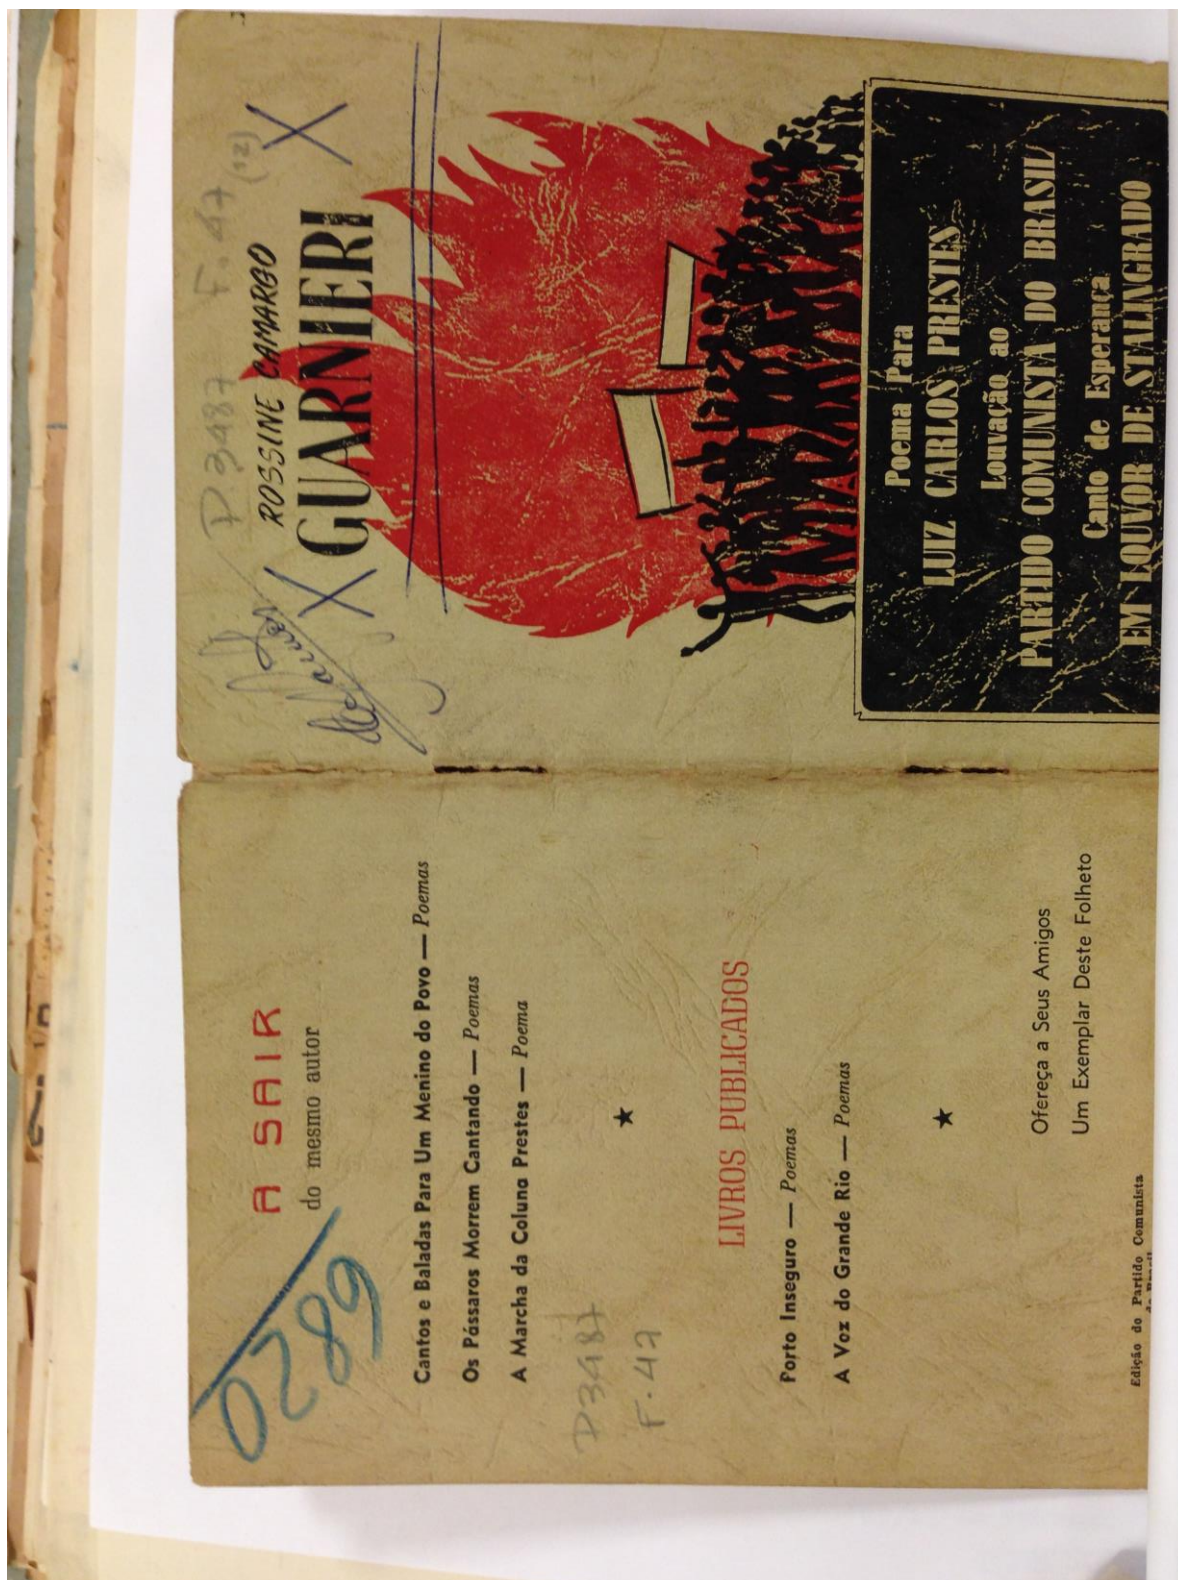 P. 3487 F. 47
(12)
ROSSINE CAMARGO
X GUARNIERI X
Poema Para
LUIZ CARLOS PRESTES
Louvação ao
PARTIDO COMUNISTA DO BRASIL
Canto de Esperança
EM LOUVOR DE STALINGRADO
0289
A SAIR
do mesmo autor
Cantos e Baladas Para Um Menino do Povo — Poemas
Os Pássaros Morrem Cantando — Poemas
A Marcha da Coluna Prestes — Poema
★
P3487
F. 47
LIVROS PUBLICADOS
Porto Inseguro — Poemas
A Voz do Grande Rio — Poemas
★
Ofereça a Seus Amigos
Um Exemplar Deste Folheto
Edição do Partido Comunista